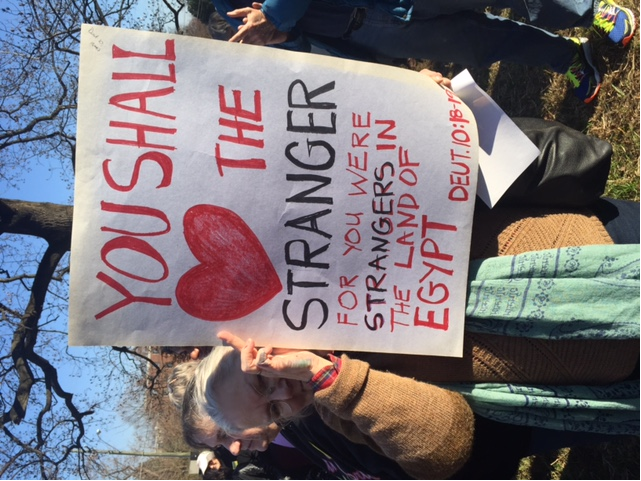 YOU SHALL
THE
STRANGER
FOR YOU WERE
STRANGERS IN
THE LAND OF
EGYPT
DEUT. 10:18-19